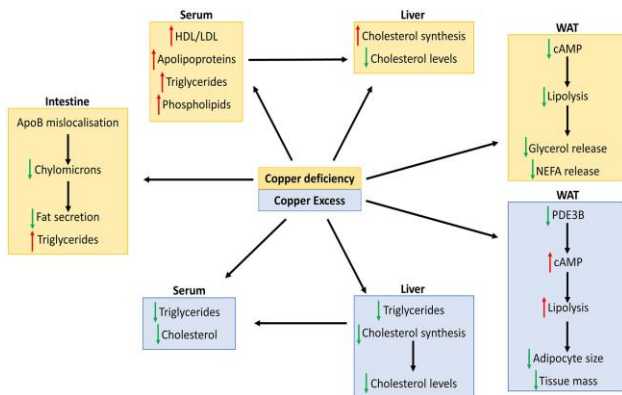 Serum
HDL/LDL
Apolipoproteins
Triglycerides
Phospholipids
Liver
Cholesterol synthesis
Cholesterol levels
WAT
cAMP
Lipolysis
Glycerol release
NEFA release
Intestine
ApoB mislocalisation
Chylomicrons
Fat secretion
Triglycerides
Copper deficiency
Copper Excess
WAT
PDE3B
cAMP
Lipolysis
Adipocyte size
Tissue mass
Serum
Triglycerides
Cholesterol
Liver
Triglycerides
Cholesterol synthesis
Cholesterol levels